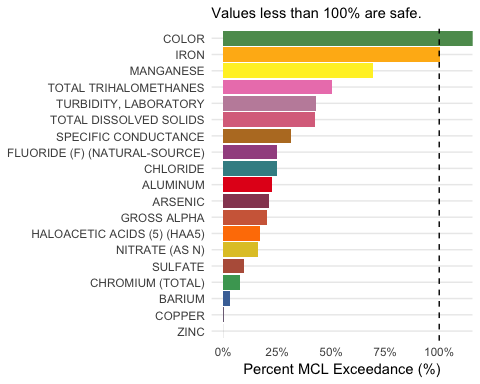 Values less than 100% are safe.
COLOR
IRON
MANGANESE
TOTAL TRIHALOMETHANES
TURBIDITY, LABORATORY
TOTAL DISSOLVED SOLIDS
SPECIFIC CONDUCTANCE
FLUORIDE (F) (NATURAL-SOURCE)
CHLORIDE
ALUMINUM
ARSENIC
GROSS ALPHA
HALOACETIC ACIDS (5) (HAA5)
NITRATE (AS N)
SULFATE
CHROMIUM (TOTAL)
BARIUM
COPPER
ZINC
0% 25% 50% 75% 100%
Percent MCL Exceedance (%)